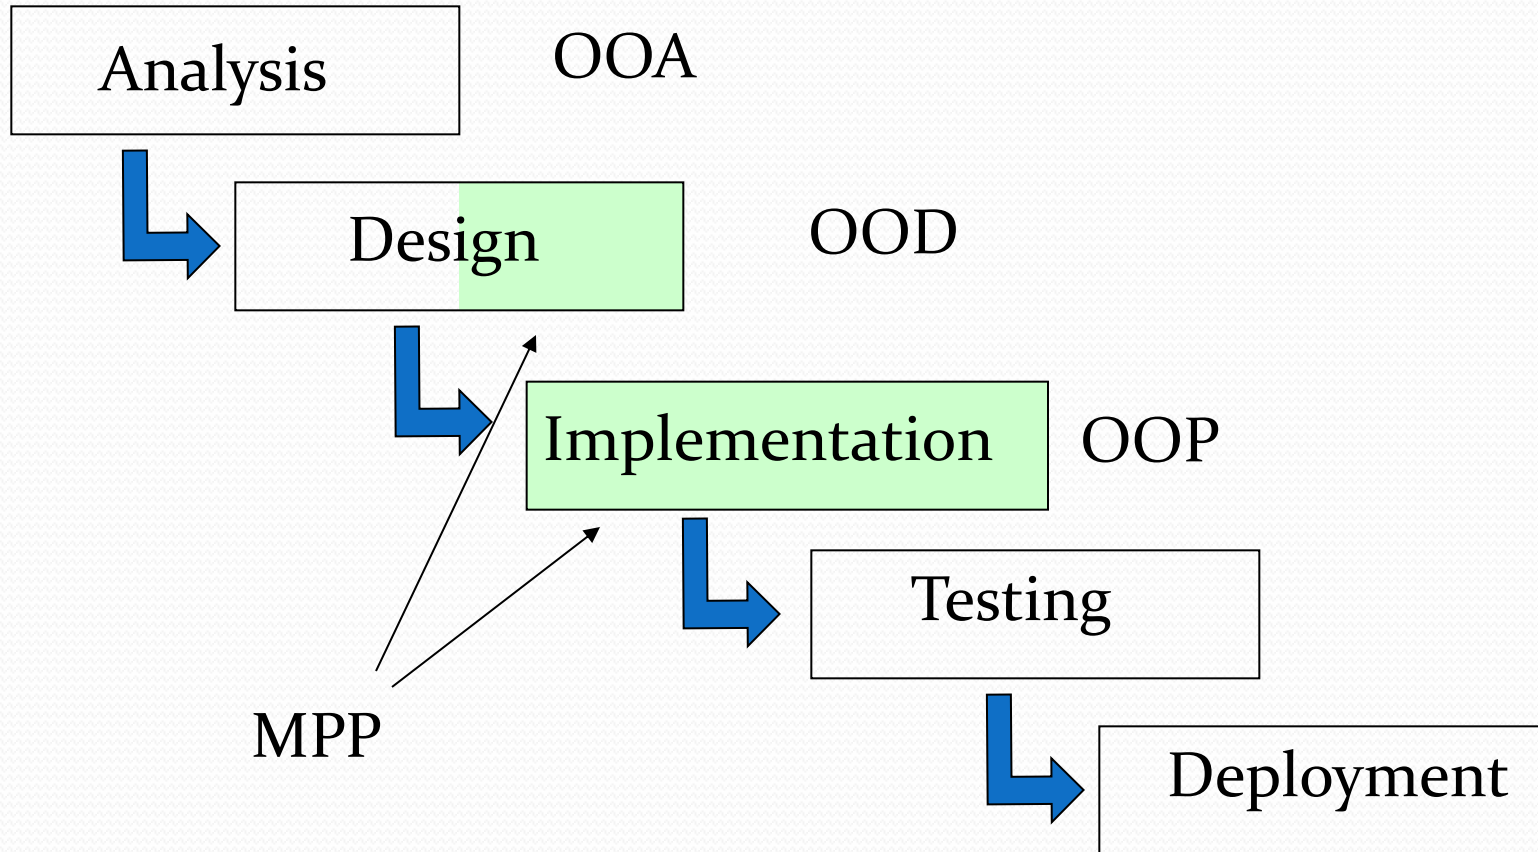 Analysis
OOA
Design
OOD
Implementation
OOP
Testing
MPP
Deployment